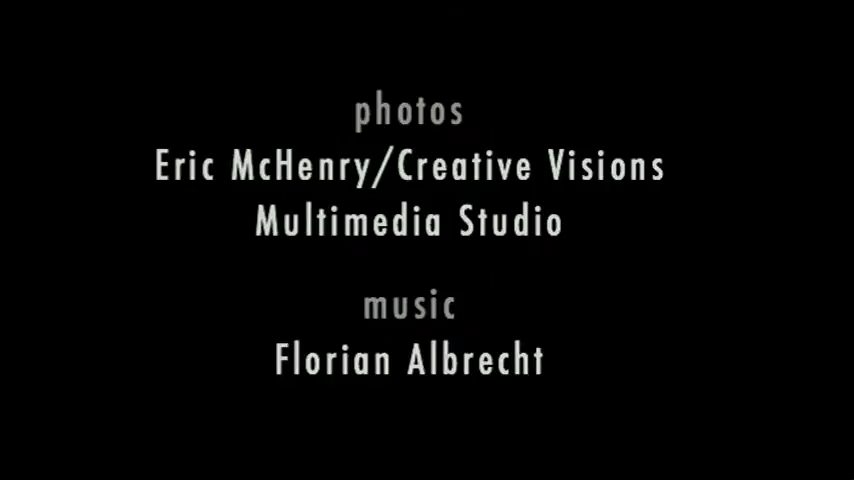 photos
Eric McHenry/Creative Visions
Multimedia Studio
music
Florian Albrecht